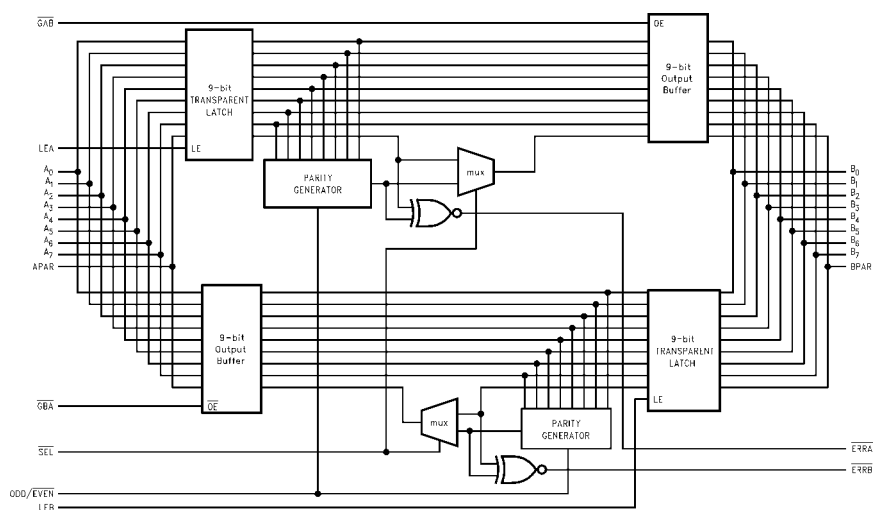 GAB
OE
9-bit
TRANSPARENT
LATCH
LE
9-bit
Output
Buffer
LEA
A0
A1
A2
A3
A4
A5
A6
A7
APAR
PARITY
GENERATOR
mux
B0
B1
B2
B3
B4
B5
B6
B7
BPAR
9-bit
Output
Buffer
OE
9-bit
TRANSPARENT
LATCH
LE
GBA
mux
PARITY
GENERATOR
SEL
ERRA
ERRB
ODD/EVEN
LEB